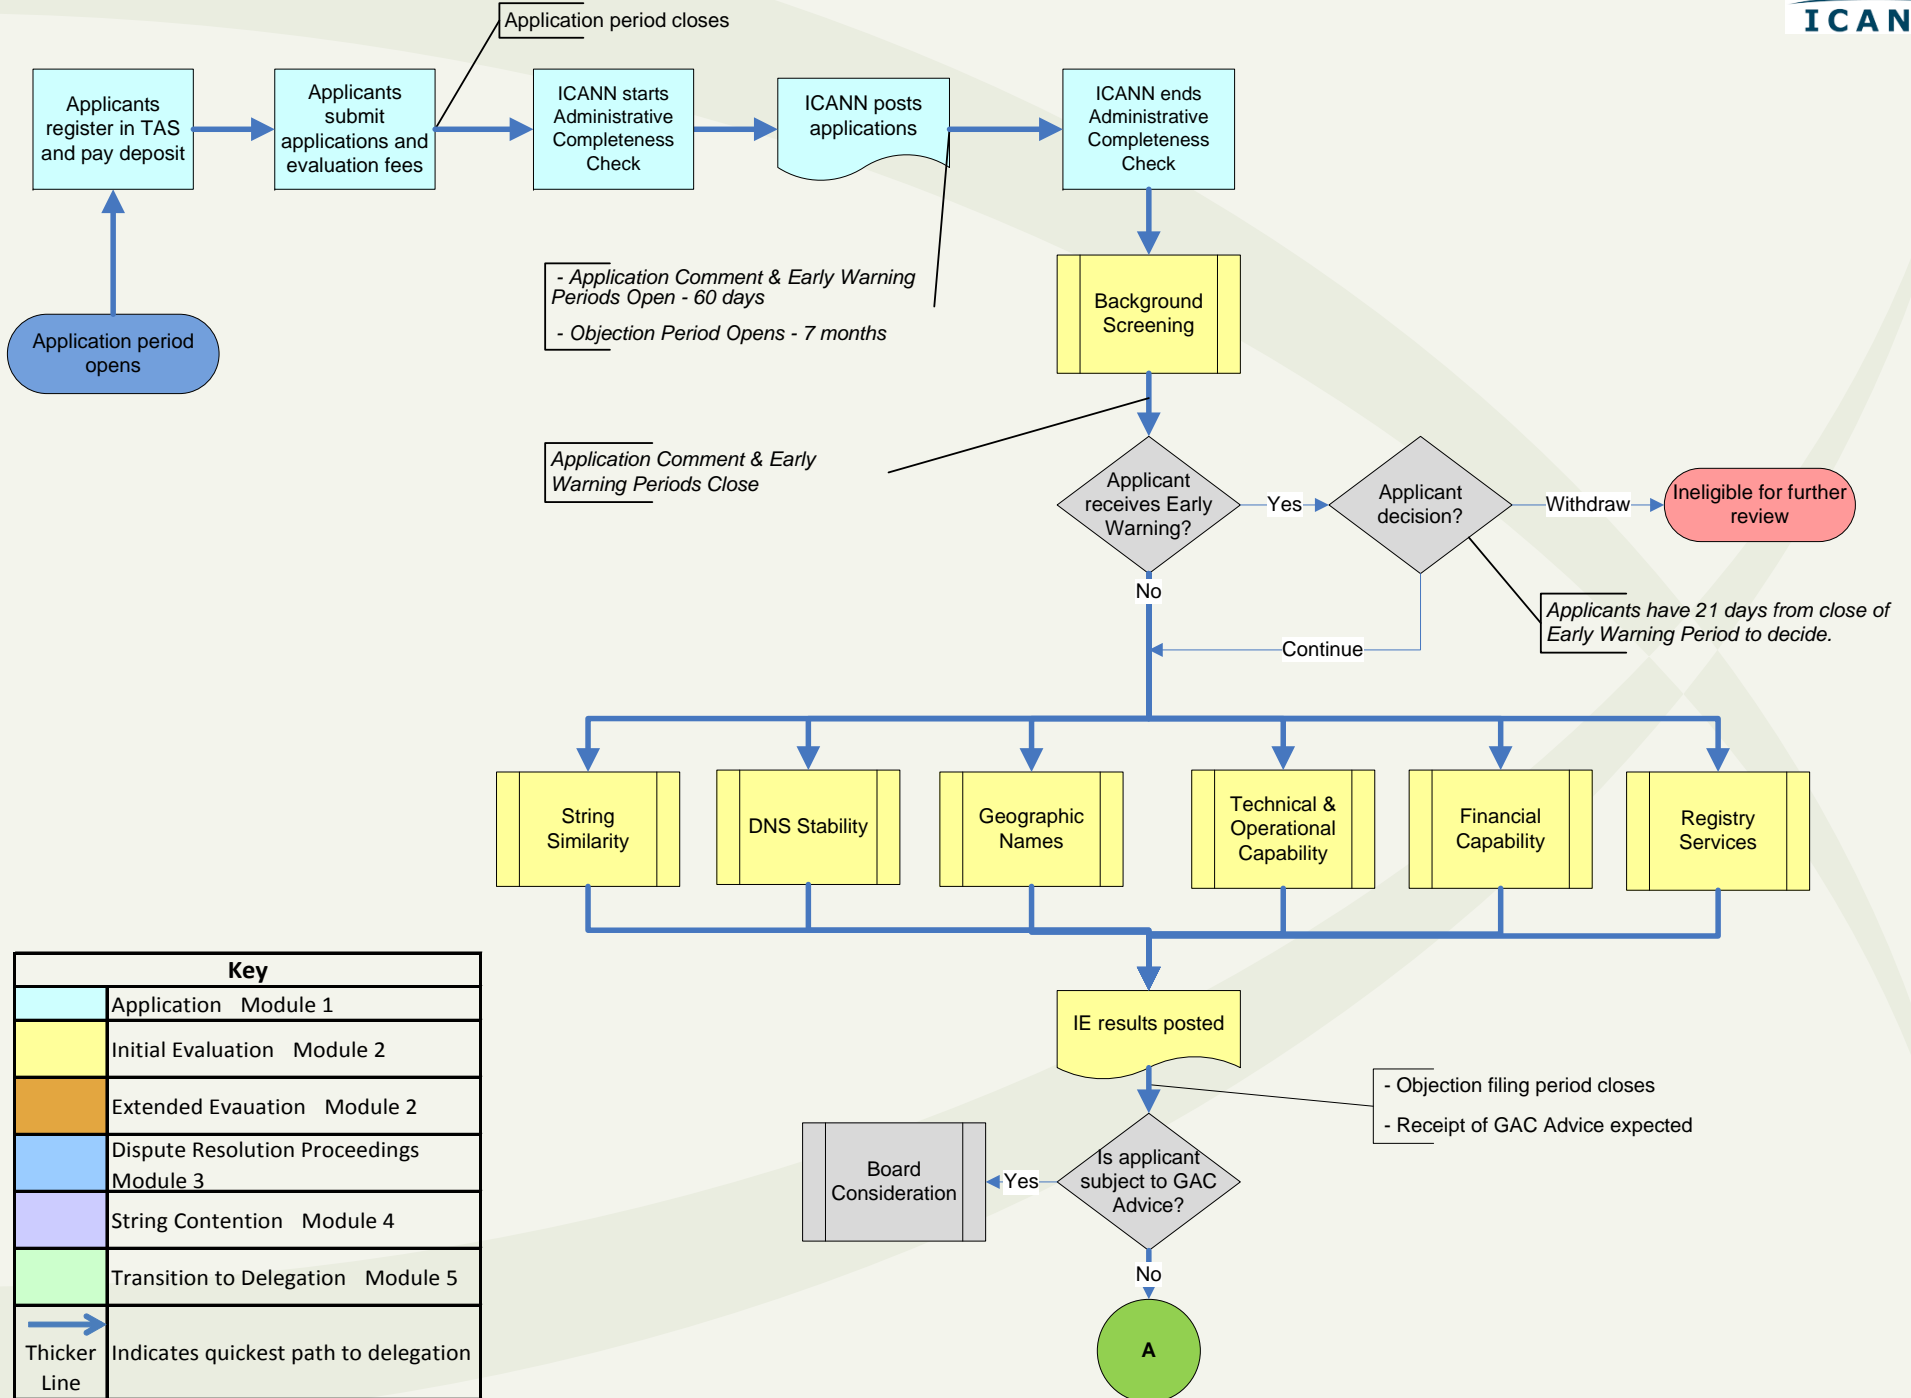 Application period closes
ICAN
Applicants
register in TAS
and pay deposit
Applicants
submit
applications and
evaluation fees
ICANN starts
Administrative
Completeness
Check
ICANN posts
applications
ICANN ends
Administrative
Completeness
Check
Application period
opens
- Application Comment & Early Warning
Periods Open - 60 days
- Objection Period Opens - 7 months
Background
Screening
Application Comment & Early
Warning Periods Close
Applicant
receives Early
Warning?
Yes
Applicant
decision?
Withdraw
Ineligible for further
review
No
Continue
Applicants have 21 days from close of
Early Warning Period to decide.
String
Similarity
DNS Stability
Geographic
Names
Technical &
Operational
Capability
Financial
Capability
Registry
Services
IE results posted
- Objection filing period closes
- Receipt of GAC Advice expected
Is applicant
subject to GAC
Advice?
Yes
Board
Consideration
No
A
Key
Application Module 1
Initial Evaluation Module 2
Extended Evauation Module 2
Dispute Resolution Proceedings
Module 3
String Contention Module 4
Transition to Delegation Module 5
Thicker
Line
Indicates quickest path to delegation